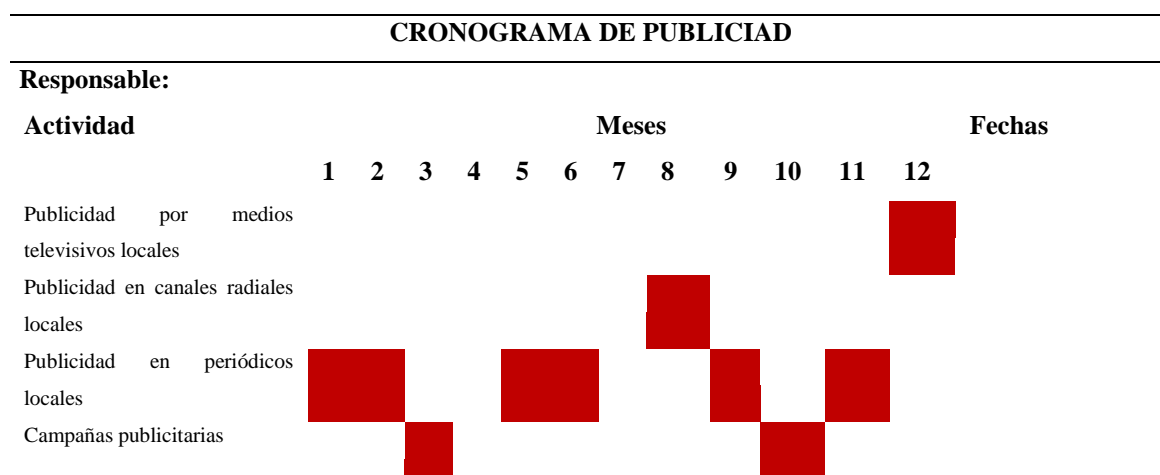 CRONOGRAMA DE PUBLICIAD
Responsable:
Actividad Meses Fechas
1 2 3 4 5 6 7 8 9 10 11 12
Publicidad por medios
televisivos locales
Publicidad en canales radiales
locales
Publicidad en periódicos
locales
Campañas publicitarias